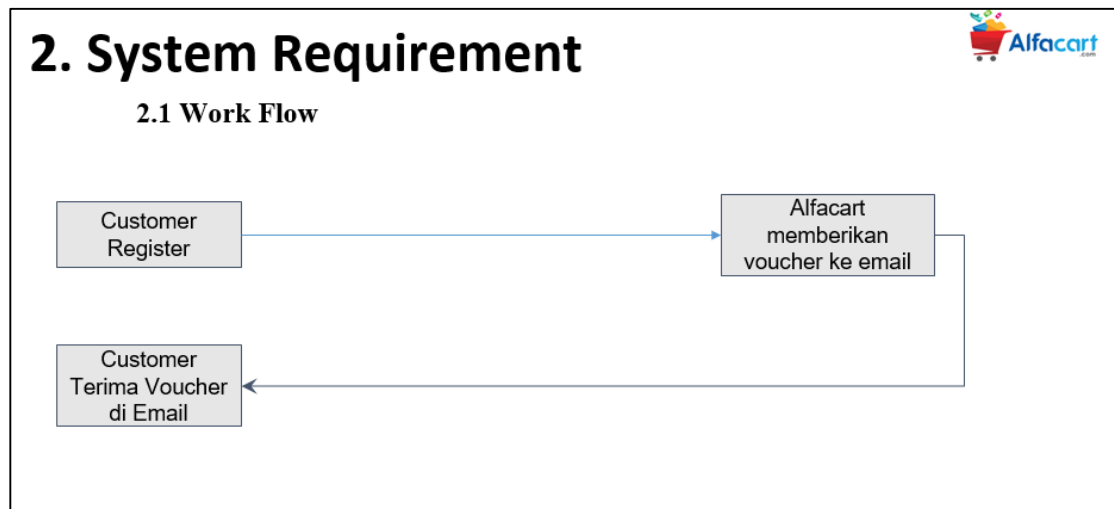 2. System Requirement
Alfacart
.com
2.1 Work Flow
Customer
Register
Alfacart
memberikan
voucher ke email
Customer
Terima Voucher
di Email